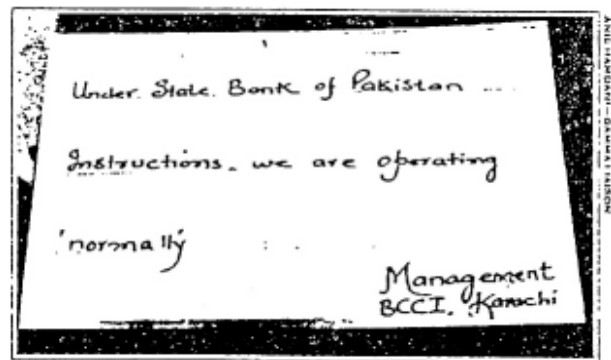 Under State Bank of Pakistan
Instructions. we are operating
normally
Management
BCCI, Karachi